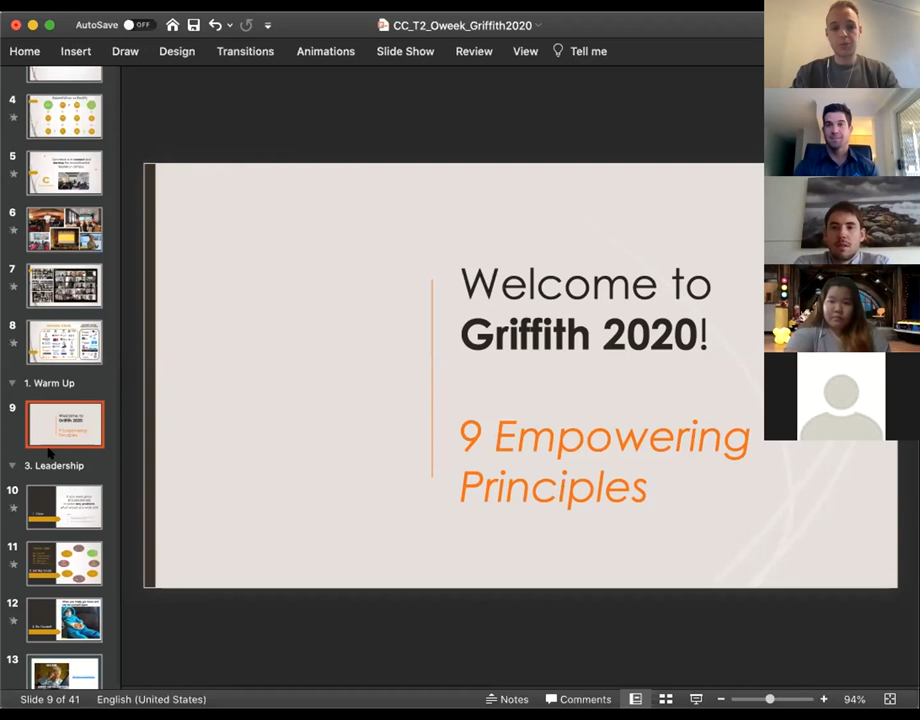 AutoSave OFF
CC_T2_Oweek_Griffith2020
Home Insert Draw Design Transitions Animations Slide Show Review View Tell me
4
5
6
7
8
1. Warm Up
9
3. Leadership
10
11
12
13
Welcome to
Griffith 2020!
9 Empowering
Principles
Slide 9 of 41 English (United States) Notes Comments 94%